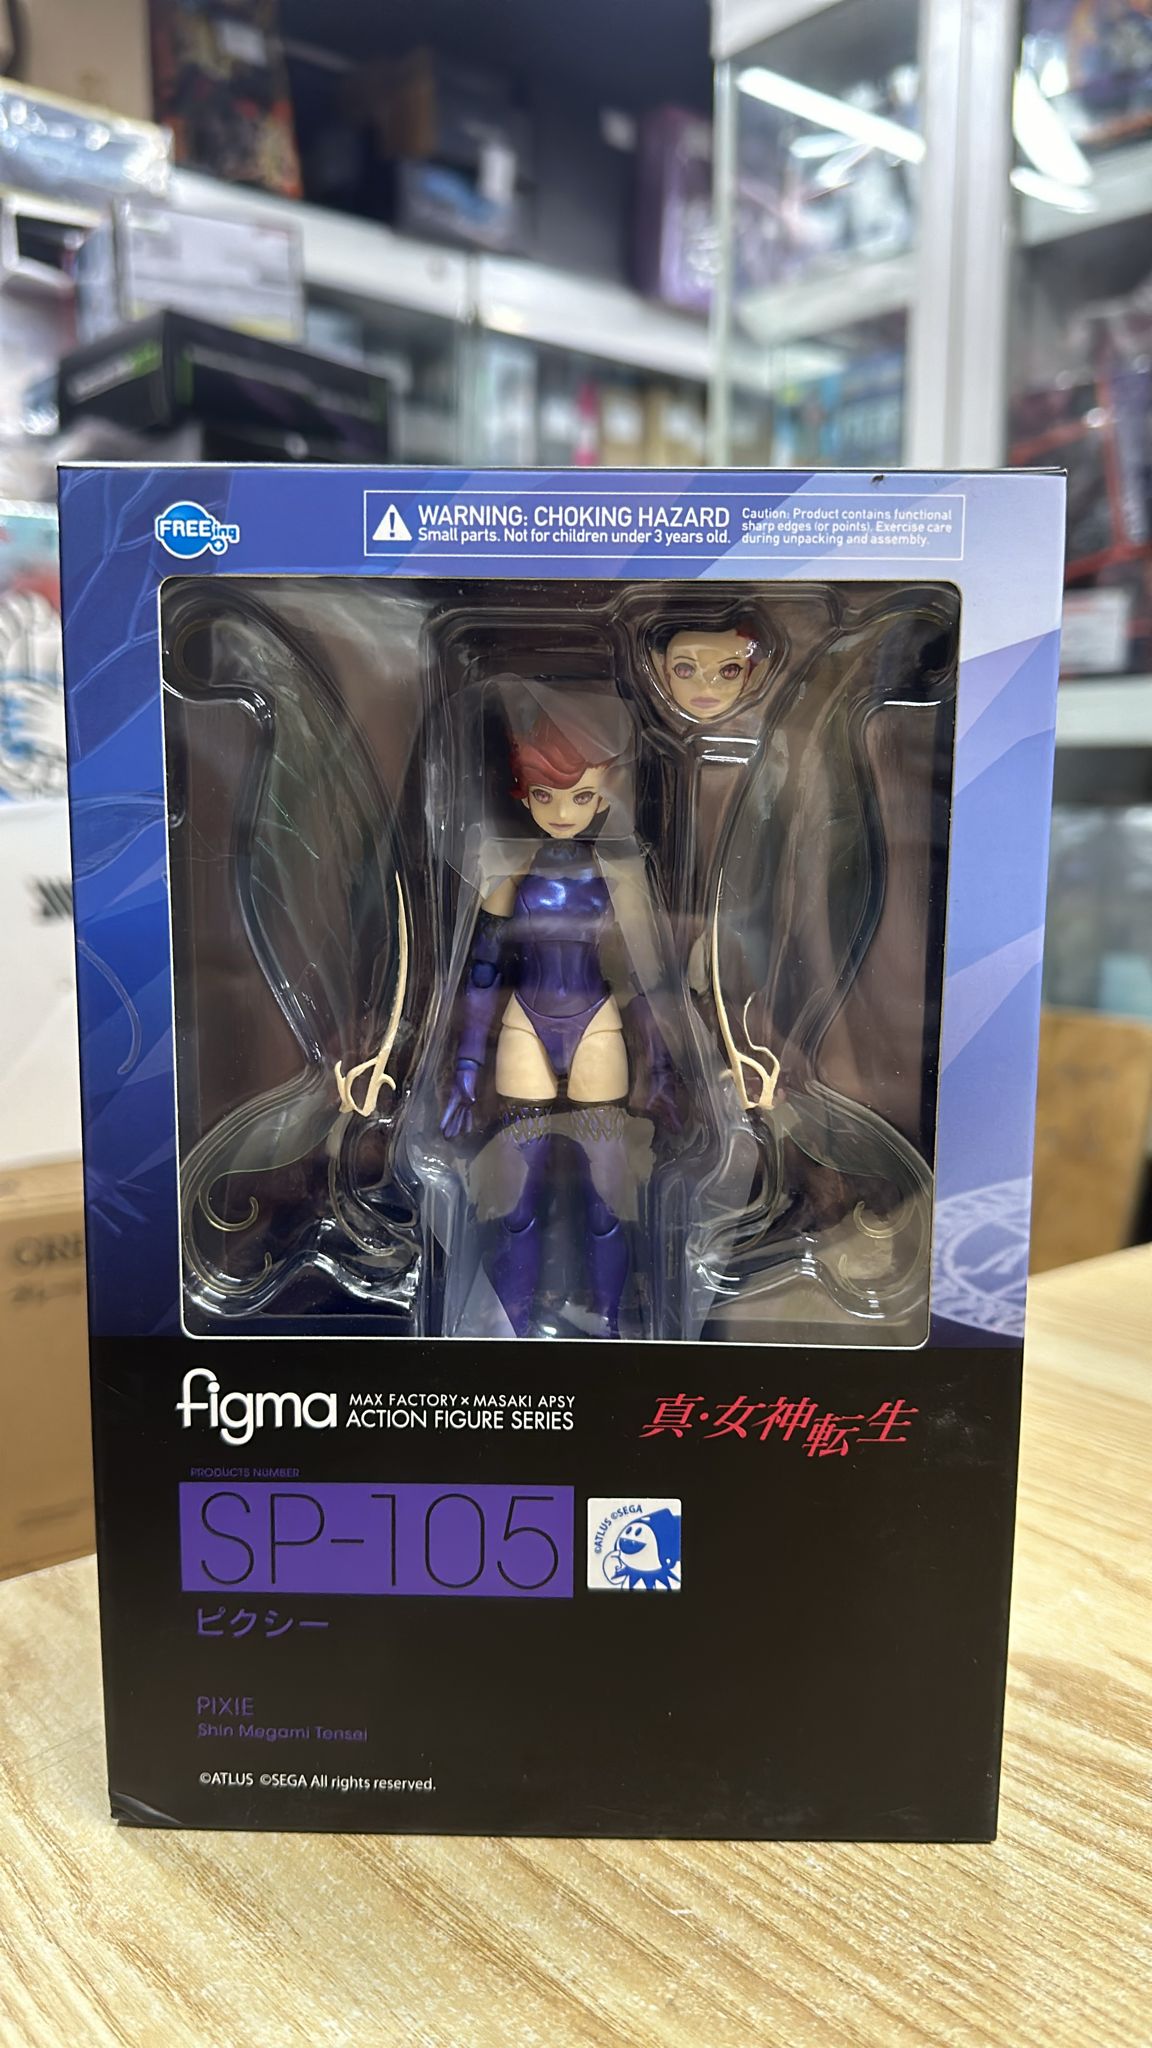 FREEing
WARNING: CHOKING HAZARD
Small parts. Not for children under 3 years old.
Caution: Product contains functional
sharp edges (or points). Exercise care
during unpacking and assembly.
figma
MAX FACTORY × MASAKI APSY
ACTION FIGURE SERIES
真・女神転生
PRODUCTS NUMBER
SP-105
©ATLUS ©SEGA
ピクシー
PIXIE
Shin Megami Tensei
©ATLUS ©SEGA All rights reserved.